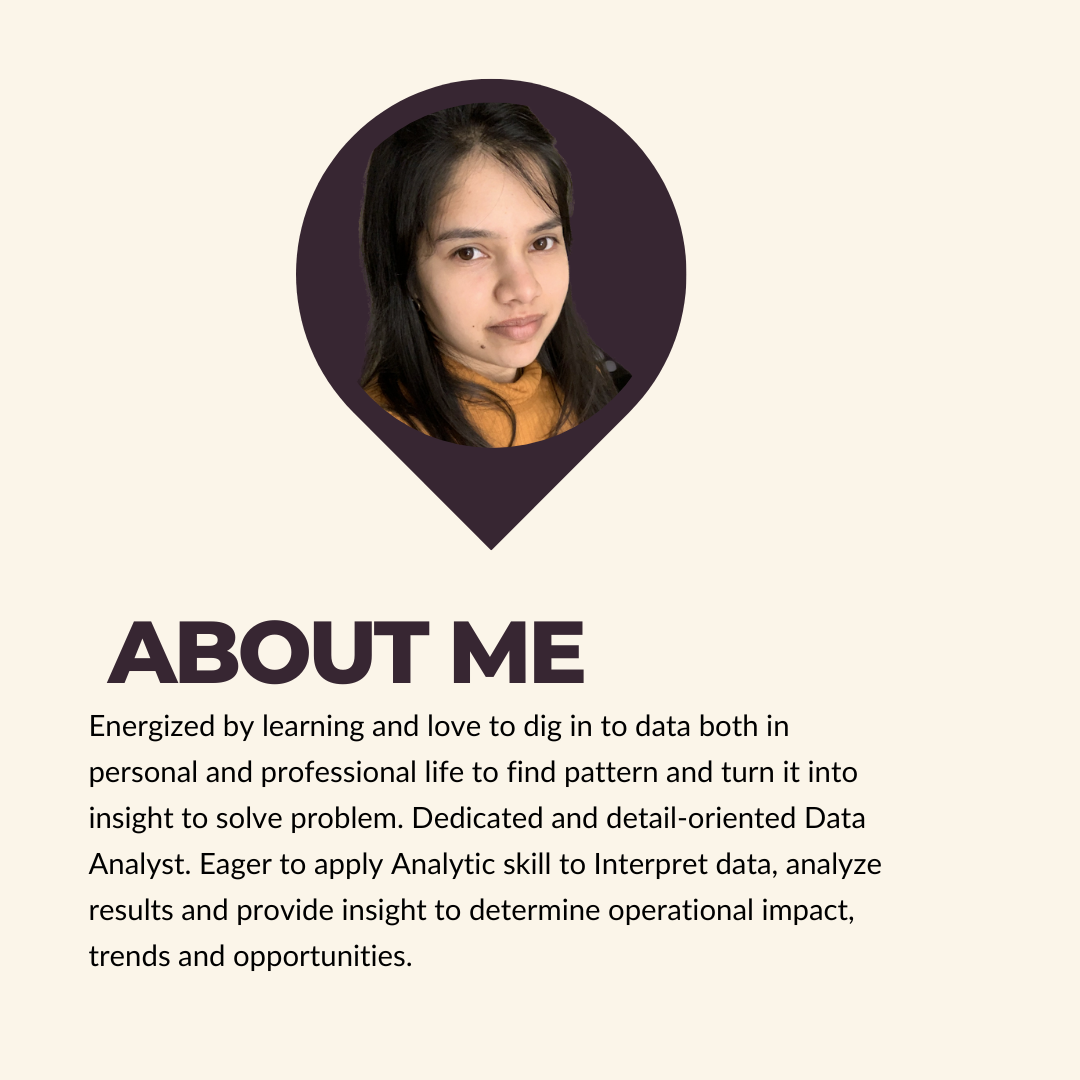 ABOUT ME
Energized by learning and love to dig in to data both in
personal and professional life to find pattern and turn it into
insight to solve problem. Dedicated and detail-oriented Data
Analyst. Eager to apply Analytic skill to Interpret data, analyze
results and provide insight to determine operational impact,
trends and opportunities.